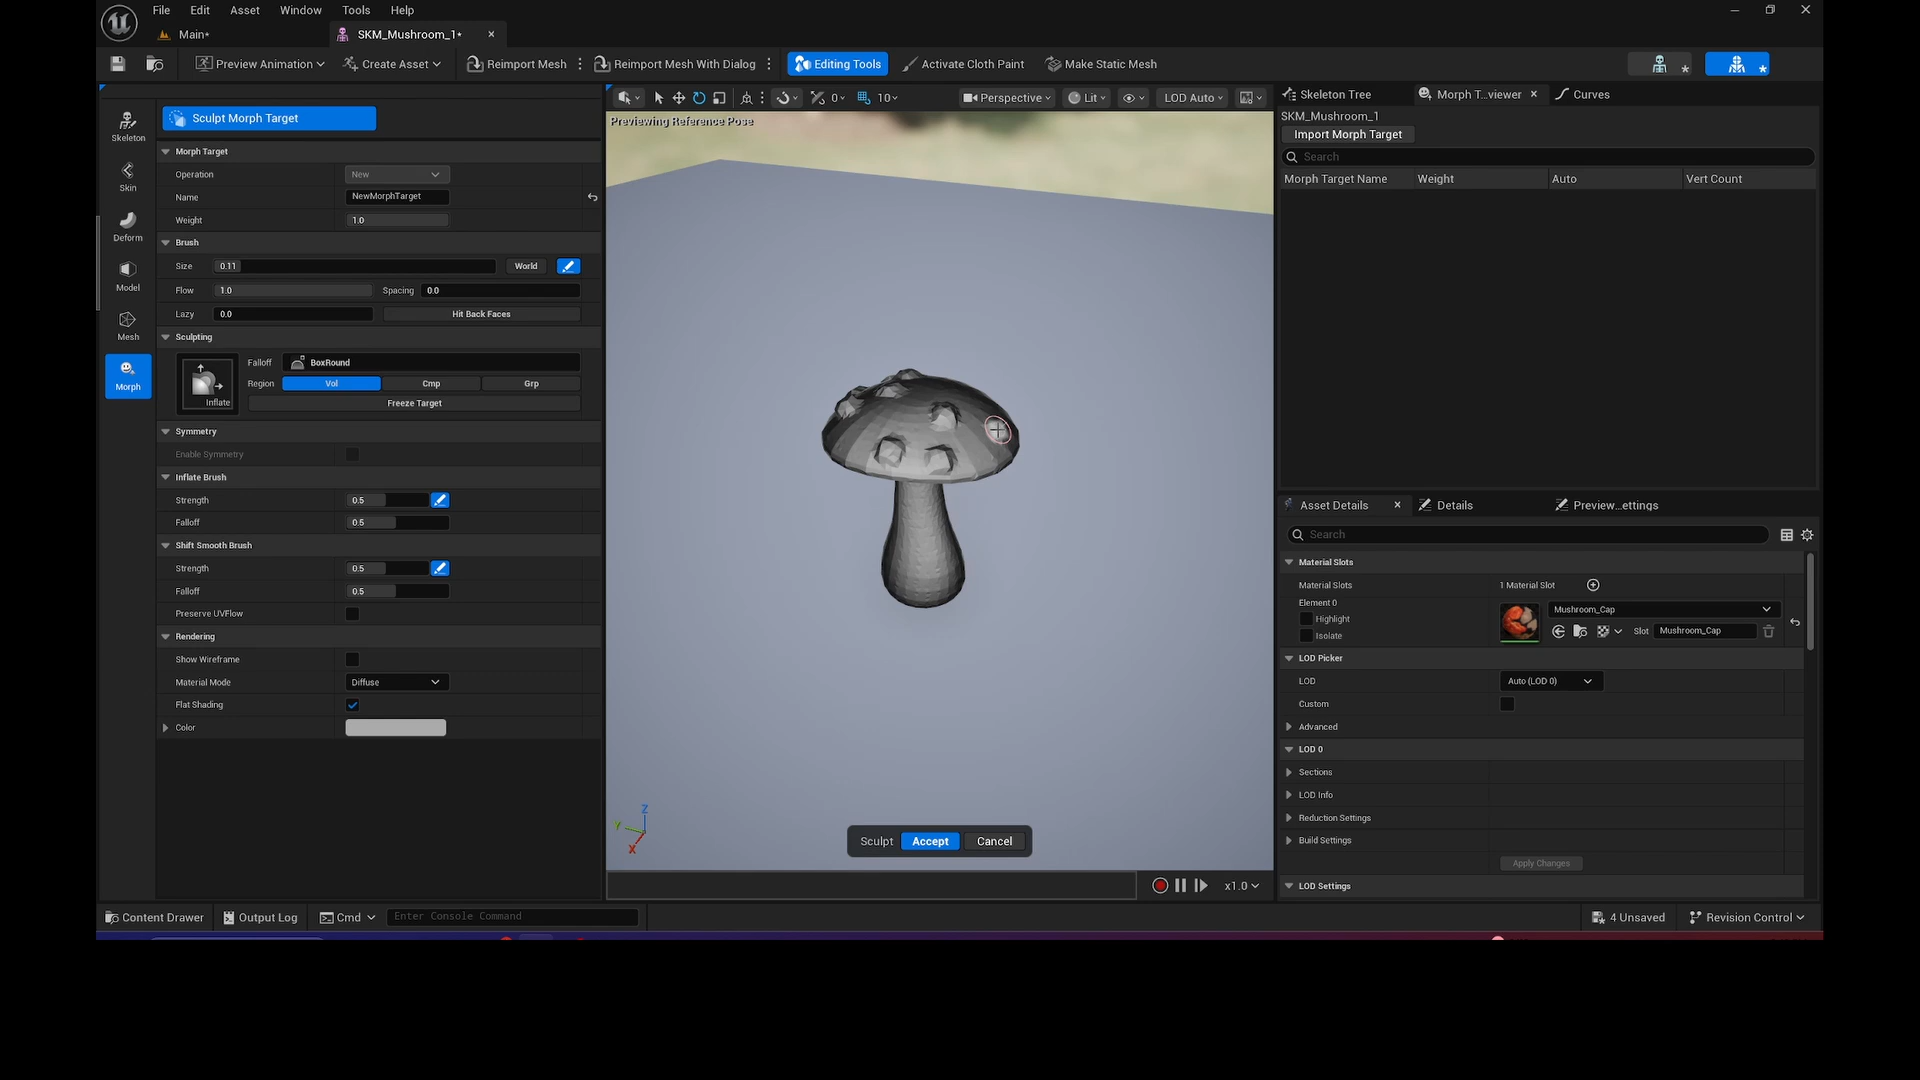 File Edit Asset Window Tools Help
Main*
SKM_Mushroom_1*
Preview Animation
Create Asset
Reimport Mesh
Reimport Mesh With Dialog
Editing Tools
Activate Cloth Paint
Make Static Mesh
Skeleton
Skin
Deform
Model
Mesh
Morph
Sculpt Morph Target
Morph Target
Operation New
Name NewMorphTarget
Weight 1.0
Brush
Size 0.11 World
Flow 1.0 Spacing 0.0
Lazy 0.0 Hit Back Faces
Sculpting
Inflate
Falloff BoxRound
Region Vol Cmp Grp
Freeze Target
Symmetry
Enable Symmetry
Inflate Brush
Strength 0.5
Falloff 0.5
Shift Smooth Brush
Strength 0.5
Falloff 0.5
Preserve UVFlow
Rendering
Show Wireframe
Material Mode Diffuse
Flat Shading
Color
0 10 Perspective Lit LOD Auto
Previewing Reference Pose
Z
Y
X
Sculpt Accept Cancel
x1.0
Skeleton Tree
Morph T...viewer
Curves
SKM_Mushroom_1
Import Morph Target
Search
Morph Target Name Weight Auto Vert Count
Asset Details
Details
Preview...ettings
Search
Material Slots
Material Slots 1 Material Slot
Element 0
Highlight
Isolate
Mushroom_Cap
Slot Mushroom_Cap
LOD Picker
LOD Auto (LOD 0)
Custom
Advanced
LOD 0
Sections
LOD Info
Reduction Settings
Build Settings
Apply Changes
LOD Settings
Content Drawer
Output Log
Cmd
Enter Console Command
4 Unsaved
Revision Control